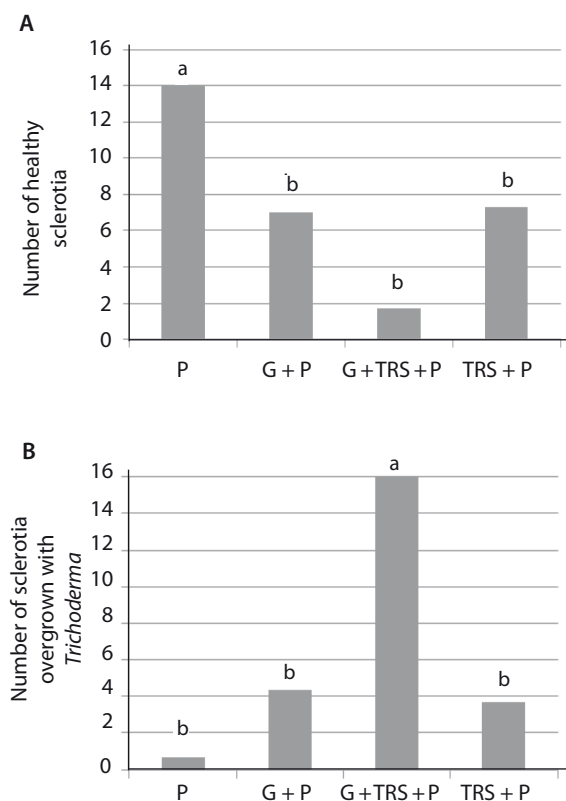 A
Number of healthy
sclerotia
16
14
12
10
8
6
4
2
0
a
b
b
b
P
G + P
G + TRS + P
TRS + P
B
Number of sclerotia
overgrown with
Trichoderma
16
14
12
10
8
6
4
2
0
b
b
a
b
P
G + P
G + TRS + P
TRS + P